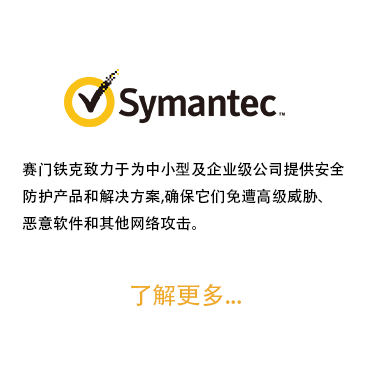 Symantec™
赛门铁克致力于为中小型及企业级公司提供安全
防护产品和解决方案,确保它们免遭高级威胁、
恶意软件和其他网络攻击。
了解更多...